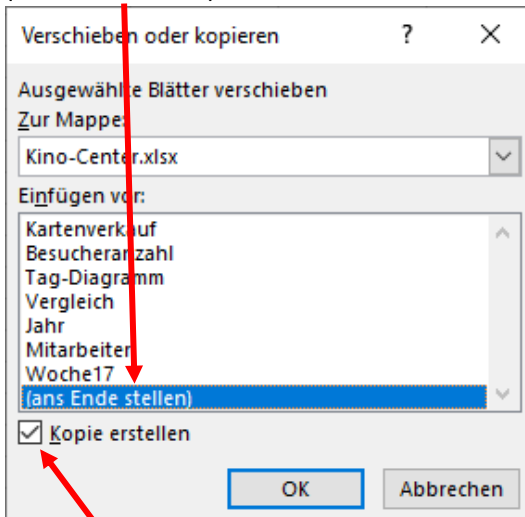 Verschieben oder kopieren ? ×
Ausgewählte Blätter verschieben
Zur Mappe:
Kino-Center.xlsx
Einfügen vor:
Kartenverkauf
Besucheranzahl
Tag-Diagramm
Vergleich
Jahr
Mitarbeiter
Woche17
(ans Ende stellen)
Kopie erstellen
OK Abbrechen